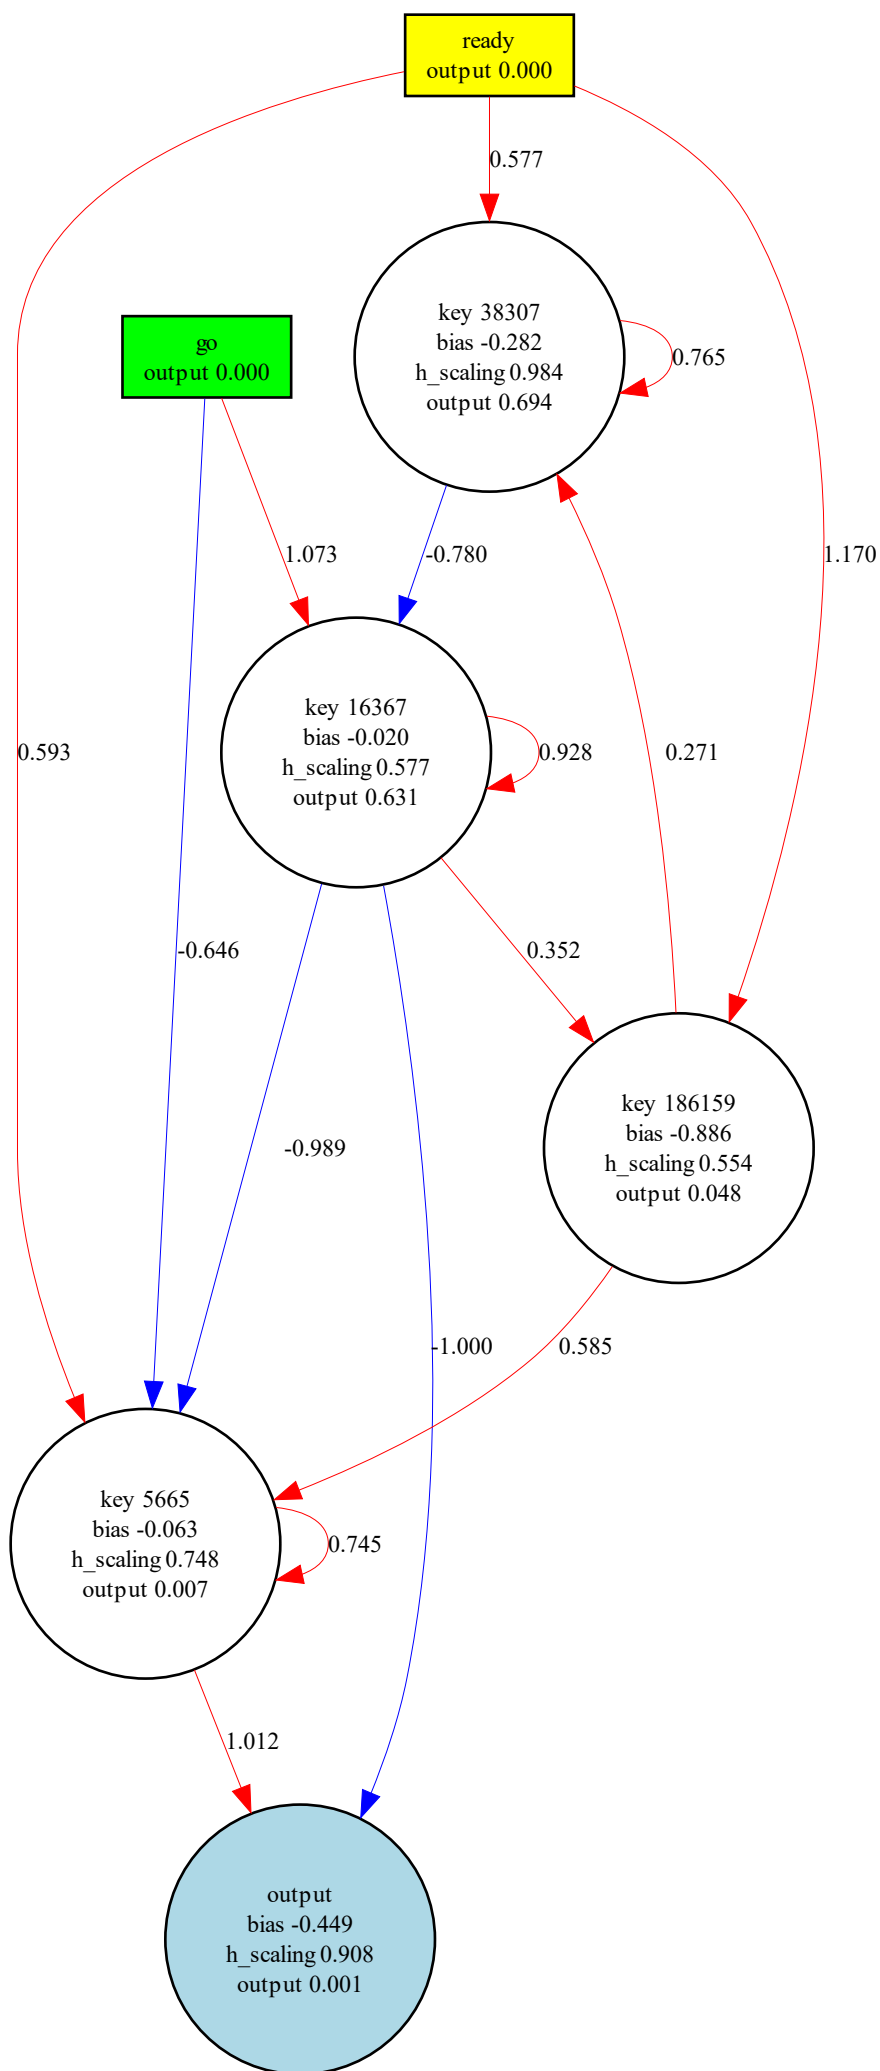 ready
output 0.000
0.577
key 38307
bias -0.282
h_scaling 0.984
output 0.694
0.765
go
output 0.000
1.073
-0.780
1.170
key 16367
bias -0.020
h_scaling 0.577
output 0.631
0.928
0.271
0.593
-0.646
0.352
key 186159
bias -0.886
h_scaling 0.554
output 0.048
-0.989
-1.000
0.585
key 5665
bias -0.063
h_scaling 0.748
output 0.007
0.745
1.012
output
bias -0.449
h_scaling 0.908
output 0.001